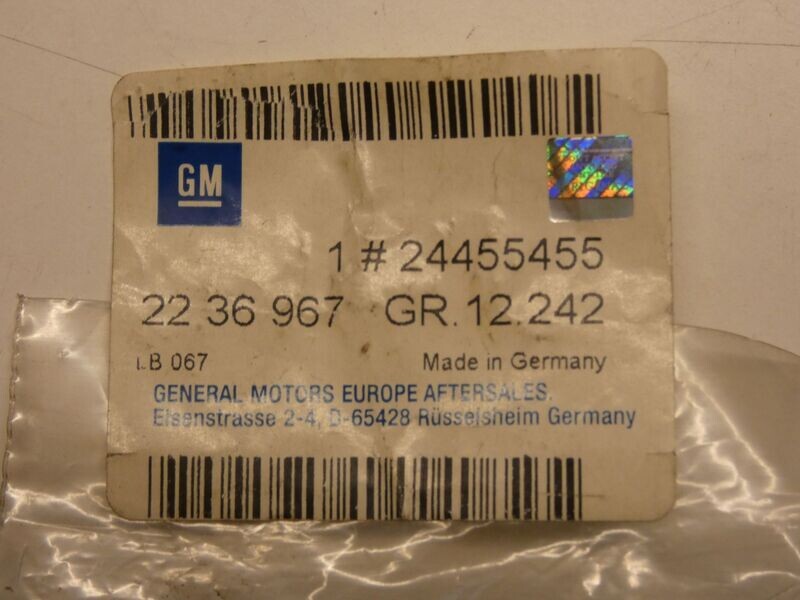 GM
1 # 24455455
22 36 967 GR.12.242
B 067 Made in Germany
GENERAL MOTORS EUROPE AFTERSALES.
Eisenstrasse 2-4, D-65428 Rüsselsheim Germany